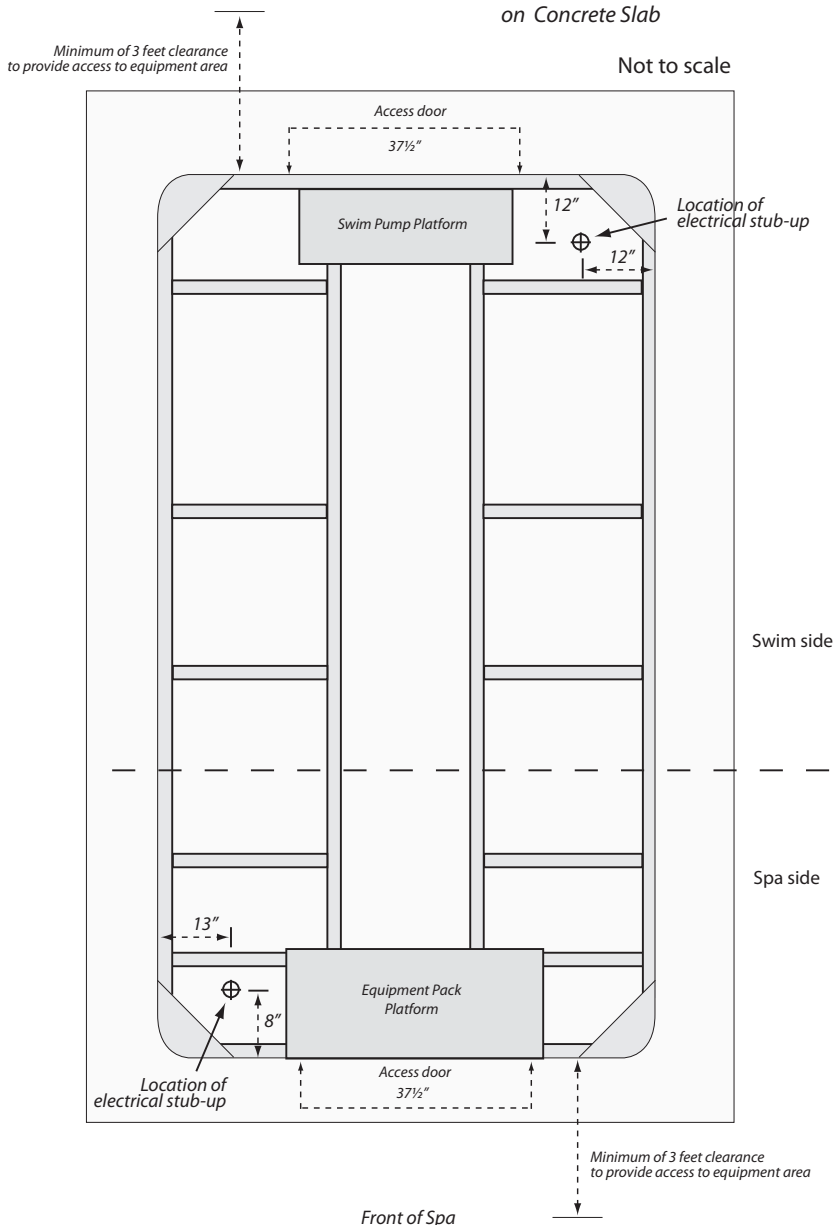 on Concrete Slab
Minimum of 3 feet clearance
to provide access to equipment area
Not to scale
Access door
37½"
Swim Pump Platform
12"
Location of
electrical stub-up
12"
Swim side
Spa side
13"
Equipment Pack
Platform
8"
Location of
electrical stub-up
Access door
37½"
Minimum of 3 feet clearance
to provide access to equipment area
Front of Spa